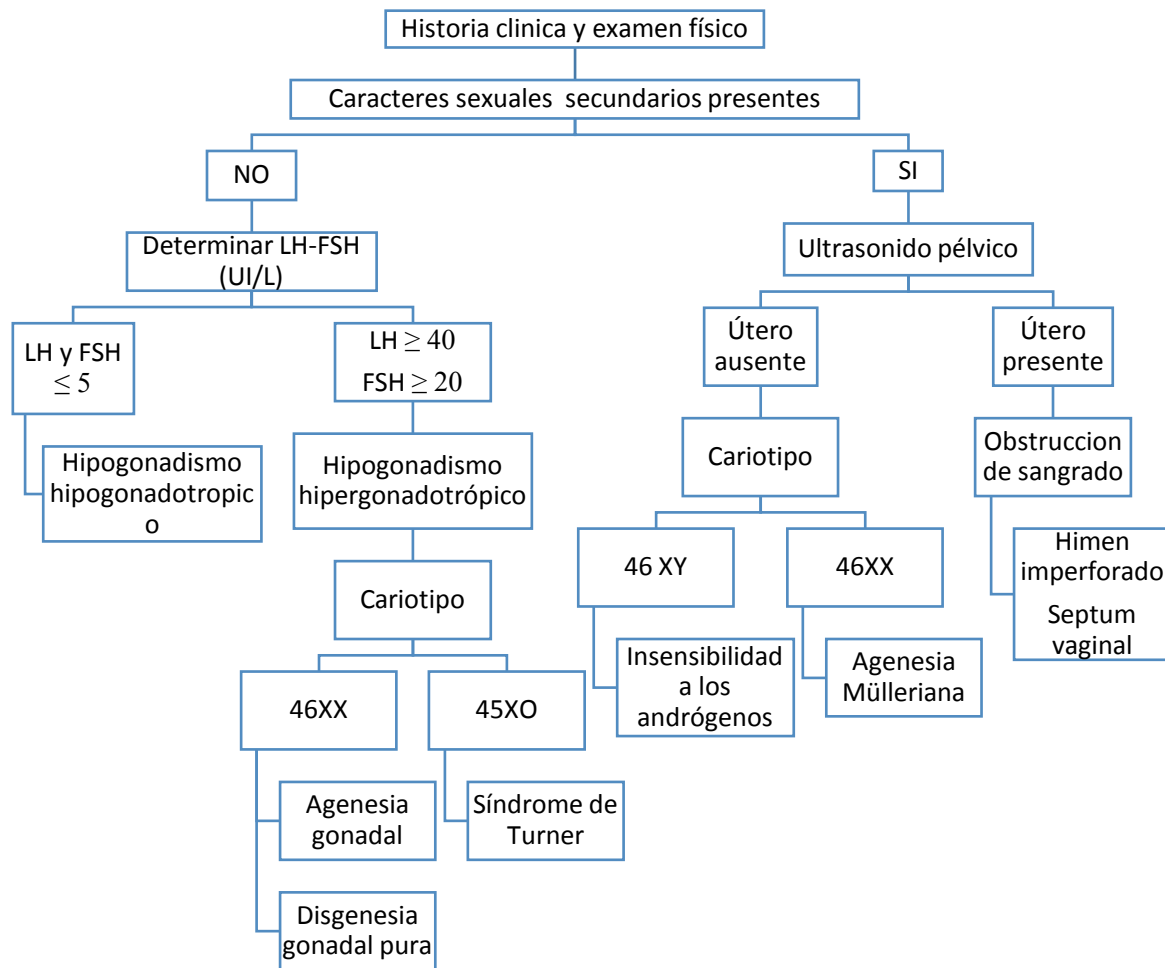 Historia clinica y examen físico
Caracteres sexuales secundarios presentes
NO
SI
Determinar LH-FSH
(UI/L)
Ultrasonido pélvico
LH y FSH
≤ 5
LH ≥ 40
FSH ≥ 20
Útero
ausente
Útero
presente
Hipogonadismo
hipogonadotropic
o
Hipogonadismo
hipergonadotrópico
Cariotipo
Obstruccion
de sangrado
Cariotipo
46 XY
46XX
Himen
imperforado
Septum
vaginal
46XX
45XO
Insensibilidad
a los
andrógenos
Agenesia
Mülleriana
Agenesia
gonadal
Síndrome de
Turner
Disgenesia
gonadal pura